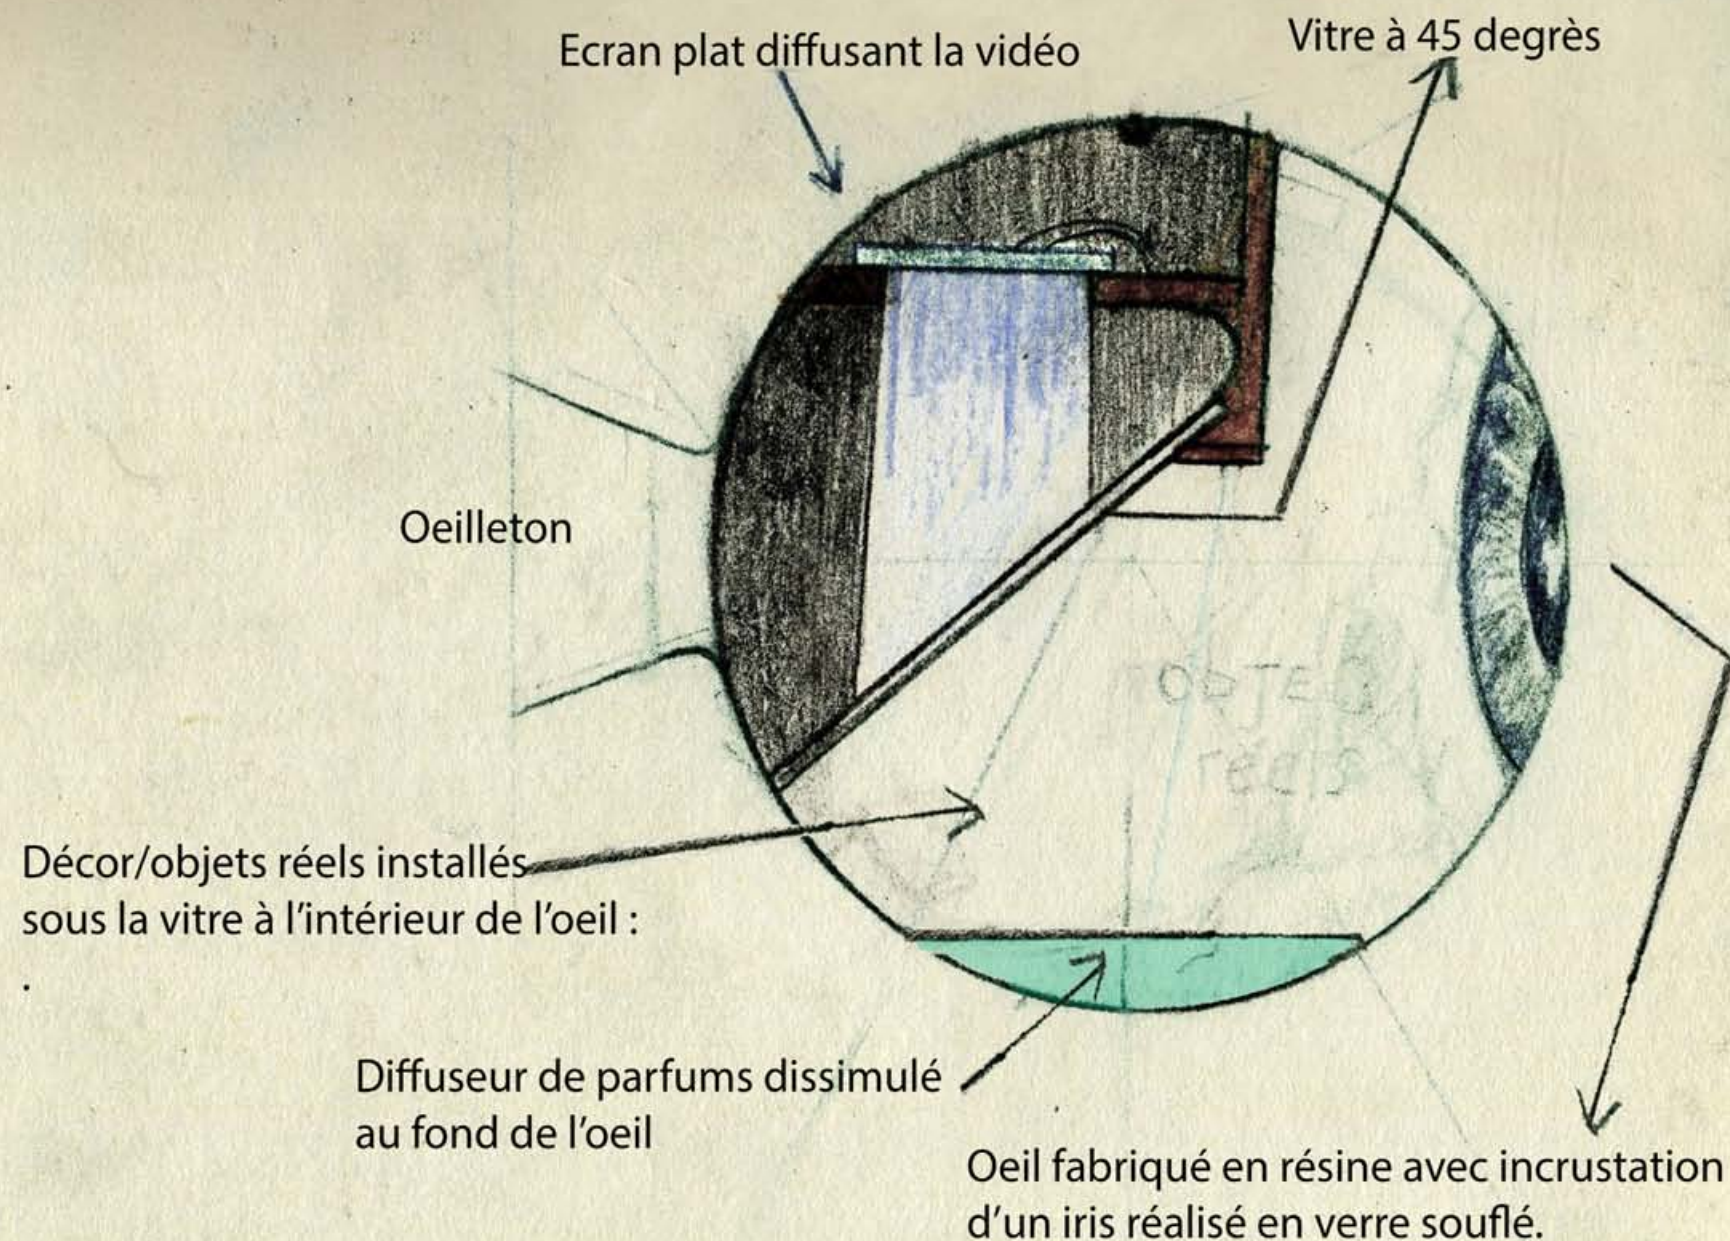 Ecran plat diffusant la vidéo
Vitre à 45 degrès
Oeilleton
Décor/objets réels installés
sous la vitre à l'intérieur de l'oeil :
.
Diffuseur de parfums dissimulé
au fond de l'oeil
Oeil fabriqué en résine avec incrustation
d'un iris réalisé en verre souflé.